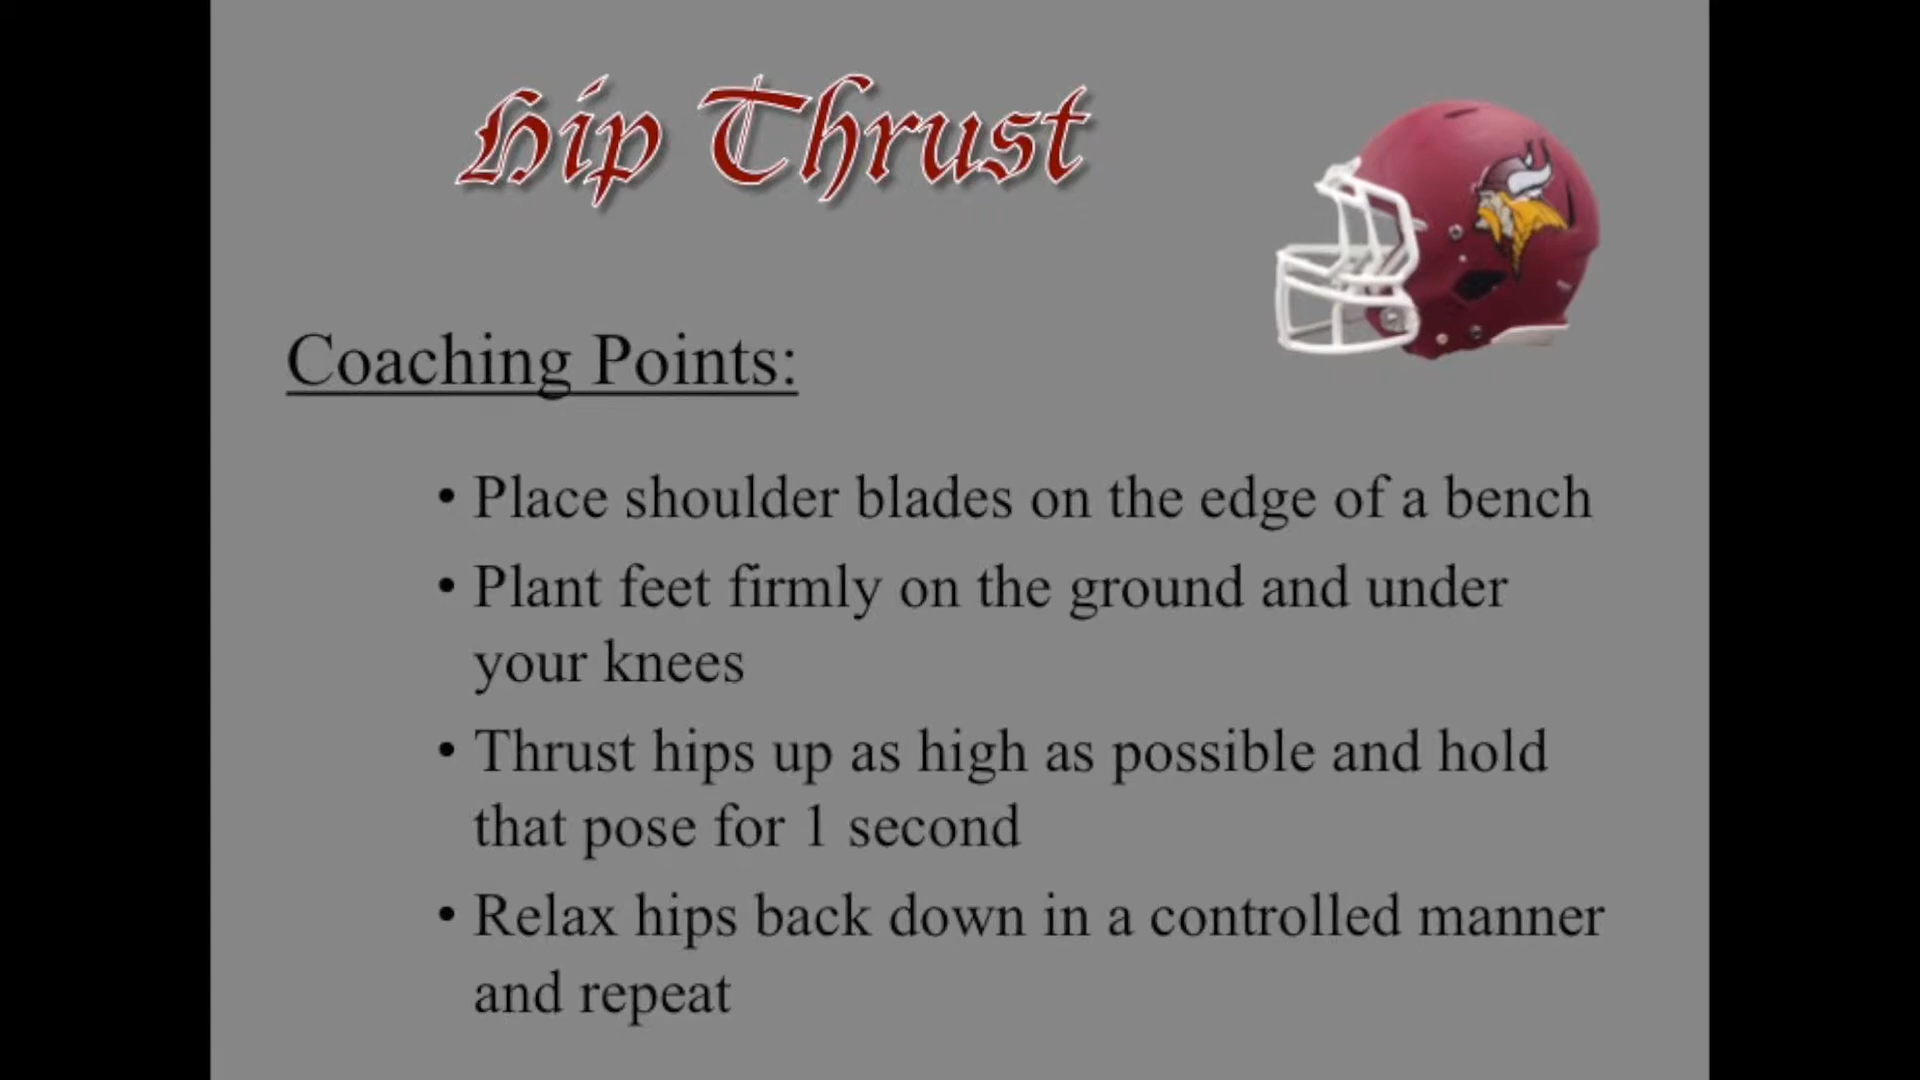 Hip Thrust
Coaching Points:
• Place shoulder blades on the edge of a bench
• Plant feet firmly on the ground and under
your knees
• Thrust hips up as high as possible and hold
that pose for 1 second
• Relax hips back down in a controlled manner
and repeat